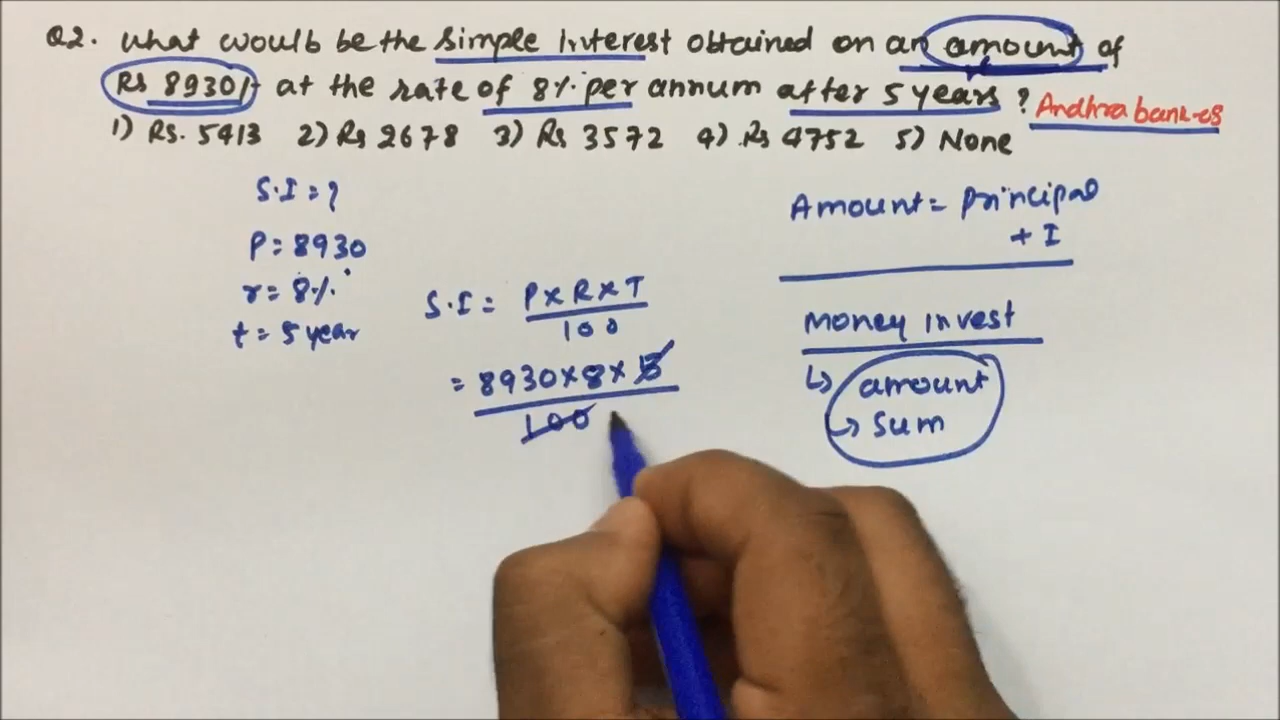 Q2. What would be the simple Interest obtained on an amount of
Rs 8930/- at the rate of 8% per annum after 5 years ? Andhra bank-08
1) Rs. 5413 2) Rs 2678 3) Rs 3572 4) Rs 4752 5) None
S.I = ?
P = 8930
r = 8%
t = 5 year
S.I = P x R x T
100
= 8930 x 8 x 5
100
Amount = Principal
+ I
Money invest
↳ amount
↳ sum